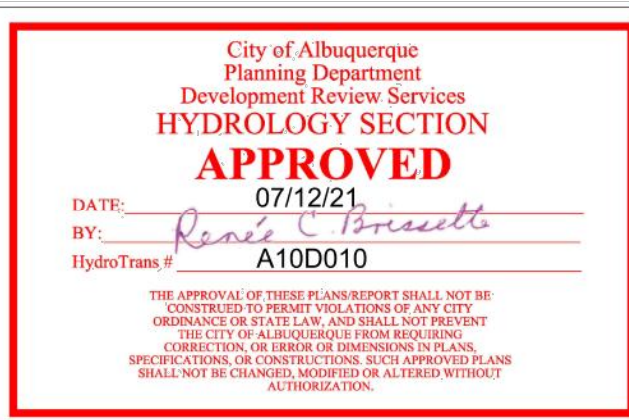 City of Albuquerque
Planning Department
Development Review Services
HYDROLOGY SECTION
APPROVED
DATE: 07/12/21
BY: Renée C. Brissette
HydroTrans # A10D010
THE APPROVAL OF THESE PLANS/REPORT SHALL NOT BE
CONSTRUED TO PERMIT VIOLATIONS OF ANY CITY
ORDINANCE OR STATE LAW, AND SHALL NOT PREVENT
THE CITY OF ALBUQUERQUE FROM REQUIRING
CORRECTION, OR ERROR OR DIMENSIONS IN PLANS,
SPECIFICATIONS, OR CONSTRUCTIONS. SUCH APPROVED PLANS
SHALL NOT BE CHANGED, MODIFIED OR ALTERED WITHOUT
AUTHORIZATION.